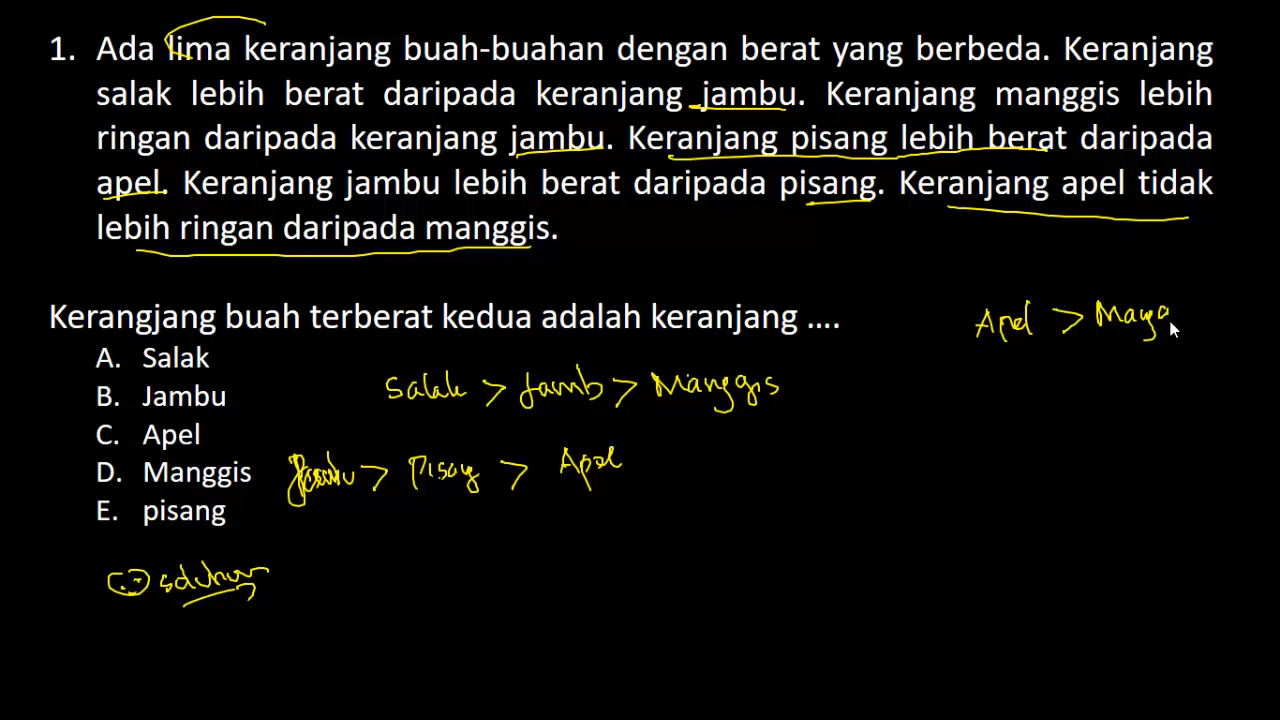 1. Ada lima keranjang buah-buahan dengan berat yang berbeda. Keranjang
salak lebih berat daripada keranjang jambu. Keranjang manggis lebih
ringan daripada keranjang jambu. Keranjang pisang lebih berat daripada
apel. Keranjang jambu lebih berat daripada pisang. Keranjang apel tidak
lebih ringan daripada manggis.
Kerangjang buah terberat kedua adalah keranjang ....
Apel >
A. Salak
B. Jambu
salak > Jamb > Manggis
C. Apel
D. Manggis
> Pisang > Apel
E. pisang